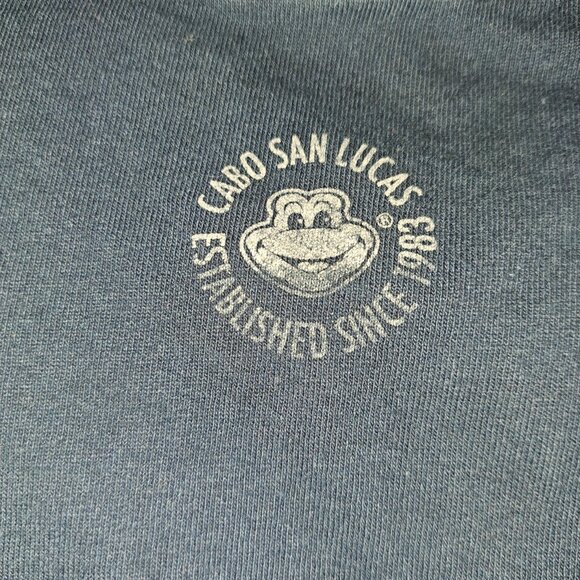 CABO SAN LUCAS
®
ESTABLISHED SINCE 1983